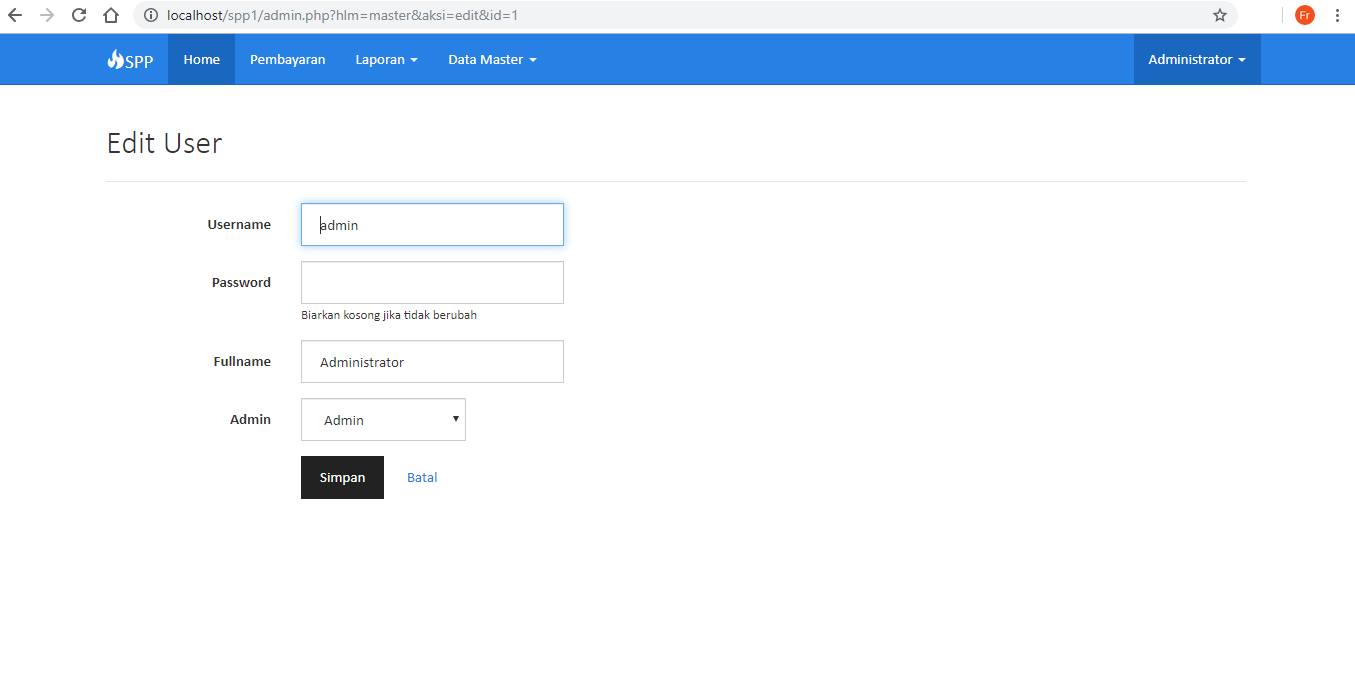 localhost/spp1/admin.php?hlm=master&aksi=edit&id=1
Fr
SPP Home Pembayaran Laporan Data Master Administrator
Edit User
Username admin
Password
Biarkan kosong jika tidak berubah
Fullname Administrator
Admin Admin
Simpan Batal